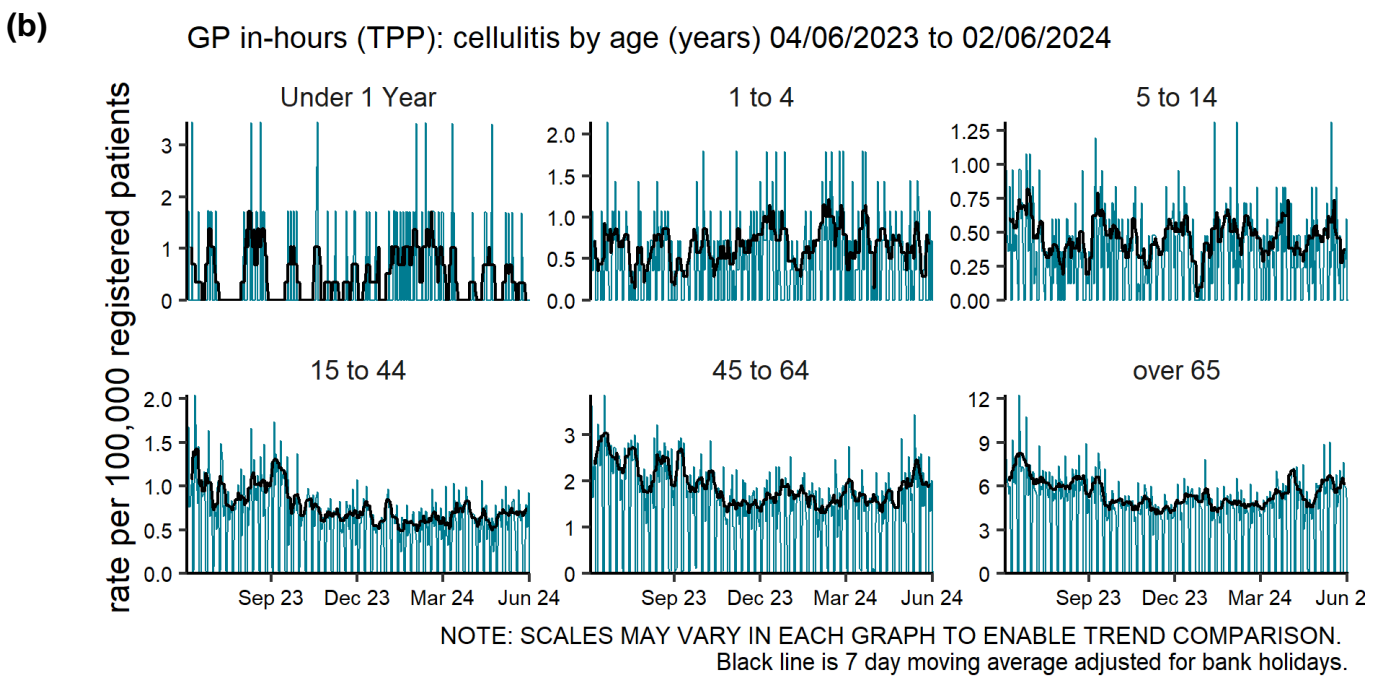 (b)
GP in-hours (TPP): cellulitis by age (years) 04/06/2023 to 02/06/2024
rate per 100,000 registered patients
Under 1 Year
3
2
1
0
1 to 4
2.0
1.5
1.0
0.5
0.0
5 to 14
1.25
1.00
0.75
0.50
0.25
0.00
15 to 44
2.0
1.5
1.0
0.5
0.0
Sep 23 Dec 23 Mar 24 Jun 24
45 to 64
3
2
1
0
Sep 23 Dec 23 Mar 24 Jun 24
over 65
12
9
6
3
0
Sep 23 Dec 23 Mar 24 Jun 2
NOTE: SCALES MAY VARY IN EACH GRAPH TO ENABLE TREND COMPARISON.
Black line is 7 day moving average adjusted for bank holidays.